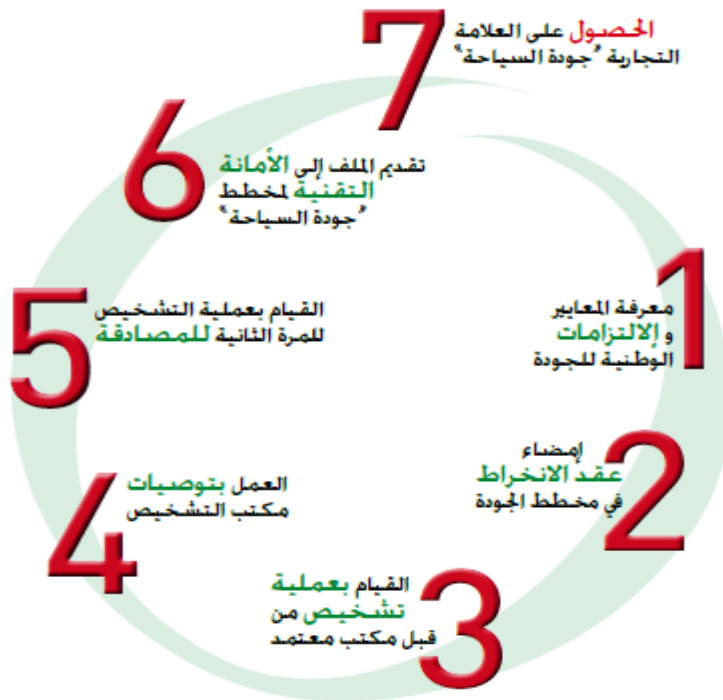 1
معرفة المعايير
و الالتزامات
الوطنية للجودة
2
إمضاء
عقد الانخراط
في مخطط الجودة
3
القيام بعملية
تشخيص من
قبل مكتب معتمد
4
العمل بتوصيات
مكتب التشخيص
5
القيام بعملية التشخيص
للمرة الثانية للمصادقة
6
تقديم الملف إلى الأمانة
التقنية لمخطط
"جودة السياحة"
7
الحصول على العلامة
التجارية "جودة السياحة"